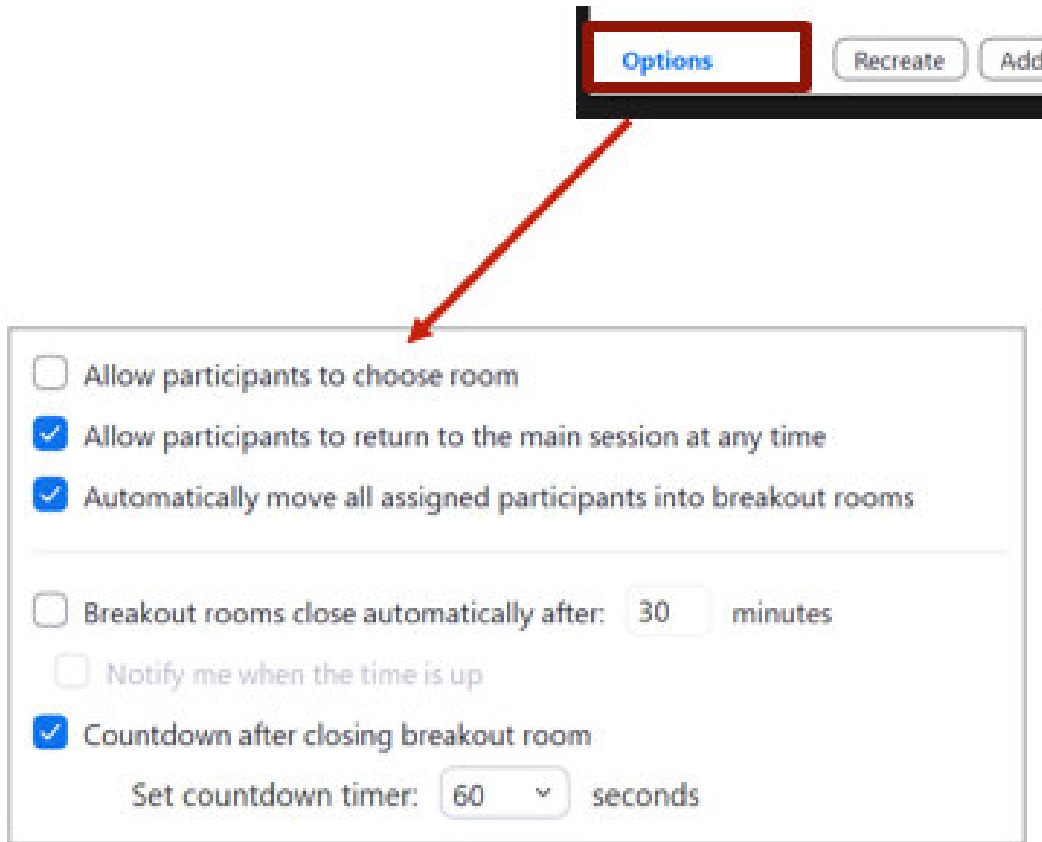 Options Recreate Add
Allow participants to choose room
Allow participants to return to the main session at any time
Automatically move all assigned participants into breakout rooms
Breakout rooms close automatically after: 30 minutes
Notify me when the time is up
Countdown after closing breakout room
Set countdown timer: 60 seconds